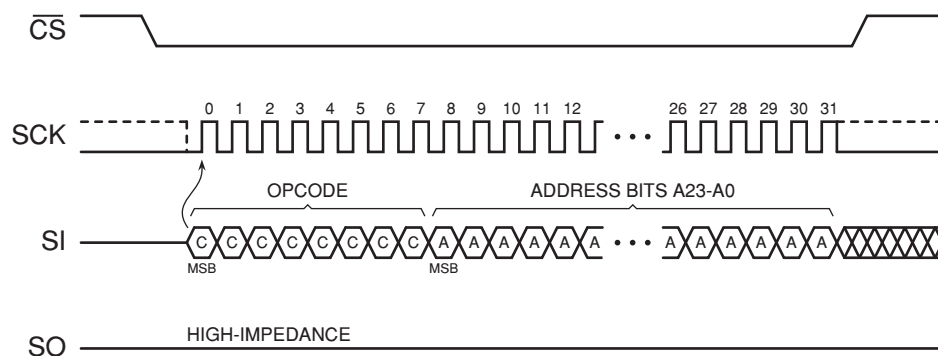 CS
0 1 2 3 4 5 6 7 8 9 10 11 12 26 27 28 29 30 31
SCK
OPCODE ADDRESS BITS A23-A0
SI C C C C C C C C A A A A A A A A A A A A
MSB MSB
HIGH-IMPEDANCE
SO